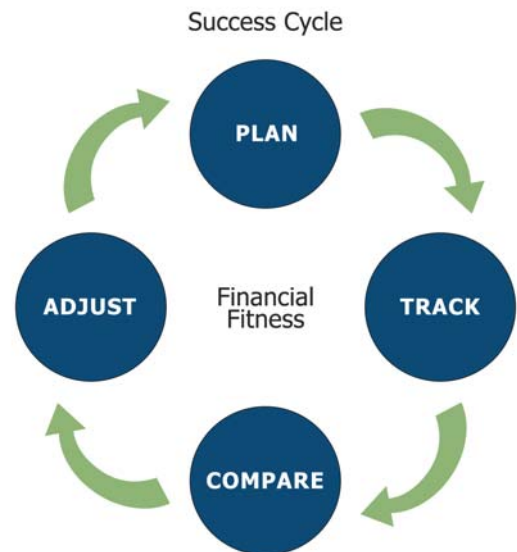 Success Cycle
PLAN
ADJUST
Financial
Fitness
TRACK
COMPARE